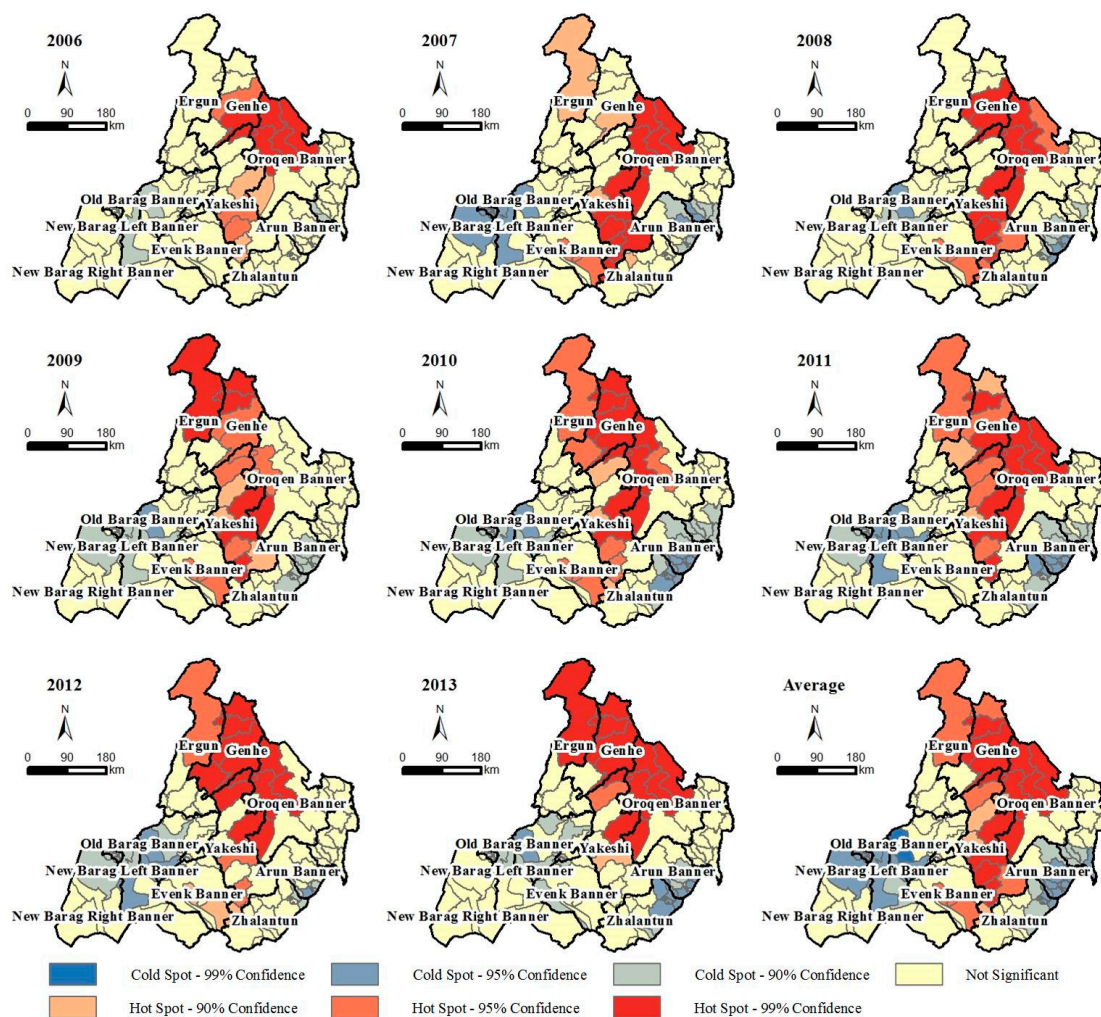 2006
N
0 90 180
km
Ergun
Genhe
Oroqen Banner
Old Barag Banner
Yakeshi
New Barag Left Banner
Arun Banner
Evenk Banner
New Barag Right Banner
Zhalantun
2007
N
0 90 180
km
Ergun
Genhe
Oroqen Banner
Old Barag Banner
Yakeshi
New Barag Left Banner
Arun Banner
Evenk Banner
New Barag Right Banner
Zhalantun
2008
N
0 90 180
km
Ergun
Genhe
Oroqen Banner
Old Barag Banner
Yakeshi
New Barag Left Banner
Arun Banner
Evenk Banner
New Barag Right Banner
Zhalantun
2009
N
0 90 180
km
Ergun
Genhe
Oroqen Banner
Old Barag Banner
Yakeshi
New Barag Left Banner
Arun Banner
Evenk Banner
New Barag Right Banner
Zhalantun
2010
N
0 90 180
km
Ergun
Genhe
Oroqen Banner
Old Barag Banner
Yakeshi
New Barag Left Banner
Arun Banner
Evenk Banner
New Barag Right Banner
Zhalantun
2011
N
0 90 180
km
Ergun
Genhe
Oroqen Banner
Old Barag Banner
Yakeshi
New Barag Left Banner
Arun Banner
Evenk Banner
New Barag Right Banner
Zhalantun
2012
N
0 90 180
km
Ergun
Genhe
Oroqen Banner
Old Barag Banner
Yakeshi
New Barag Left Banner
Arun Banner
Evenk Banner
New Barag Right Banner
Zhalantun
2013
N
0 90 180
km
Ergun
Genhe
Oroqen Banner
Old Barag Banner
Yakeshi
New Barag Left Banner
Arun Banner
Evenk Banner
New Barag Right Banner
Zhalantun
Average
N
0 90 180
km
Ergun
Genhe
Oroqen Banner
Old Barag Banner
Yakeshi
New Barag Left Banner
Arun Banner
Evenk Banner
New Barag Right Banner
Zhalantun
Cold Spot - 99% Confidence
Cold Spot - 95% Confidence
Cold Spot - 90% Confidence
Not Significant
Hot Spot - 90% Confidence
Hot Spot - 95% Confidence
Hot Spot - 99% Confidence